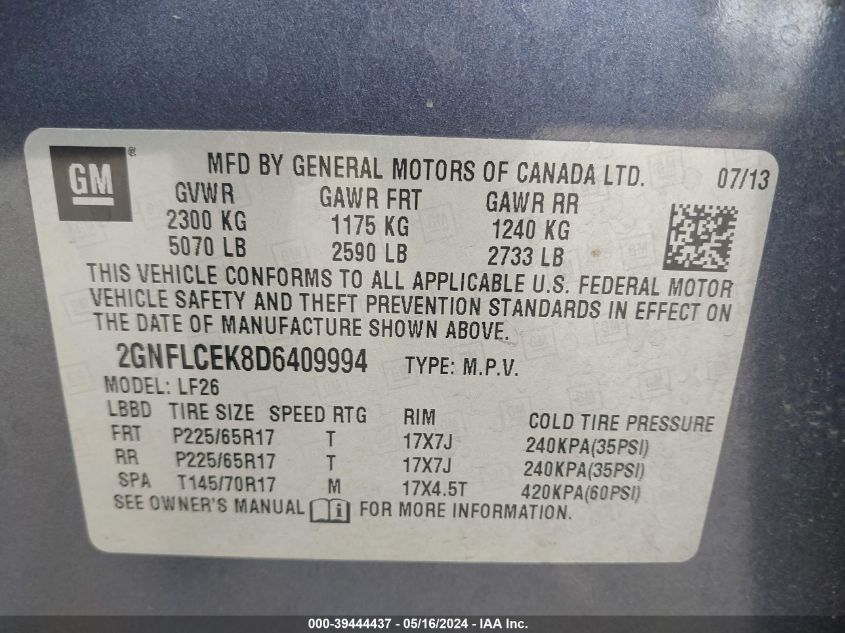 GM®
MFD BY GENERAL MOTORS OF CANADA LTD. 07/13
GVWR GAWR FRT GAWR RR
2300 KG 1175 KG 1240 KG
5070 LB 2590 LB 2733 LB
THIS VEHICLE CONFORMS TO ALL APPLICABLE U.S. FEDERAL MOTOR
VEHICLE SAFETY AND THEFT PREVENTION STANDARDS IN EFFECT ON
THE DATE OF MANUFACTURE SHOWN ABOVE.
2GNFLCEK8D6409994 TYPE: M.P.V.
MODEL: LF26
LBBD TIRE SIZE SPEED RTG RIM COLD TIRE PRESSURE
FRT P225/65R17 T 17X7J 240KPA(35PSI)
RR P225/65R17 T 17X7J 240KPA(35PSI)
SPA T145/70R17 M 17X4.5T 420KPA(60PSI)
SEE OWNER'S MANUAL i FOR MORE INFORMATION.
000-39444437 - 05/16/2024 - IAA Inc.